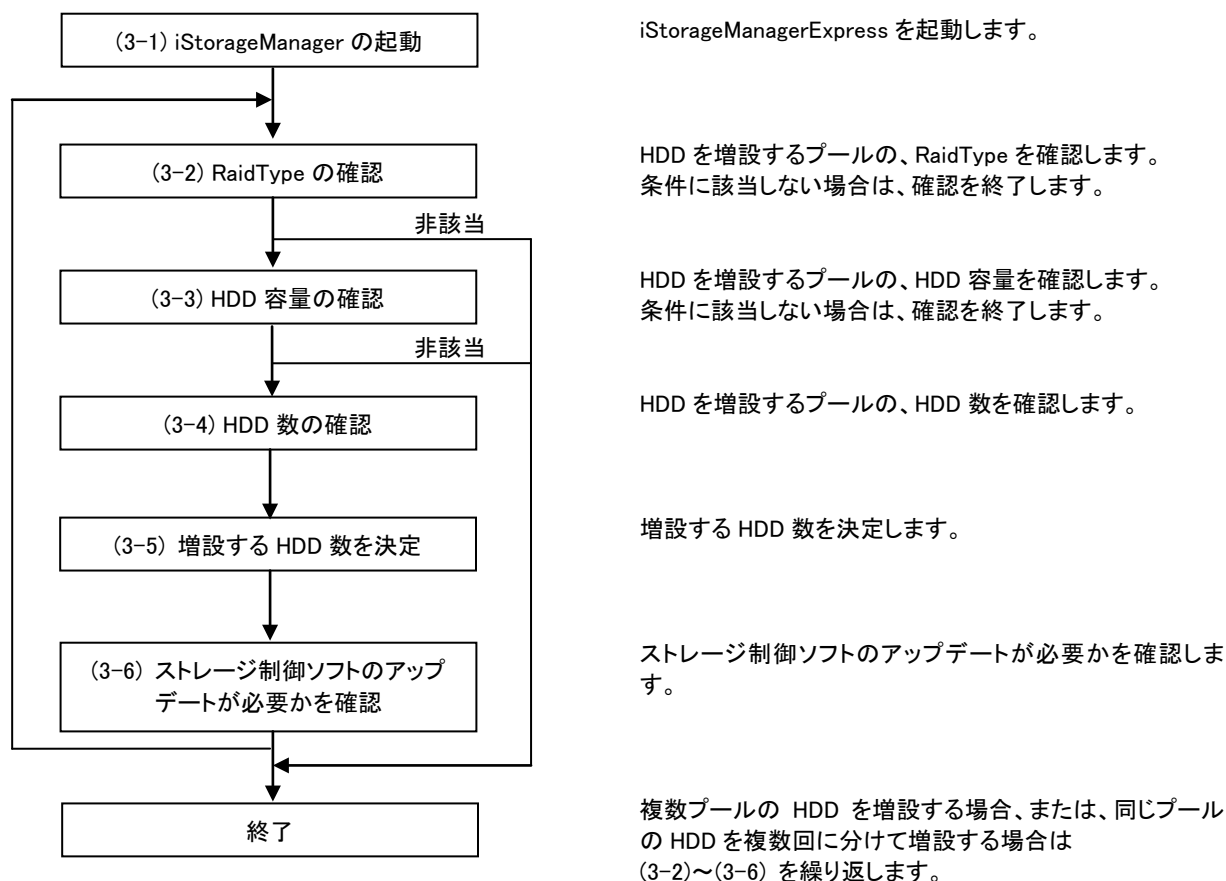 (3-1) iStorageManager の起動
iStorageManagerExpress を起動します。
(3-2) RaidType の確認
HDD を増設するプールの、RaidType を確認します。
条件に該当しない場合は、確認を終了します。
非該当
(3-3) HDD 容量の確認
HDD を増設するプールの、HDD 容量を確認します。
条件に該当しない場合は、確認を終了します。
非該当
(3-4) HDD 数の確認
HDD を増設するプールの、HDD 数を確認します。
(3-5) 増設する HDD 数を決定
増設する HDD 数を決定します。
(3-6) ストレージ制御ソフトのアップ
デートが必要かを確認
ストレージ制御ソフトのアップデートが必要かを確認しま
す。
終了
複数プールの HDD を増設する場合、または、同じプール
の HDD を複数回に分けて増設する場合は
(3-2)～(3-6) を繰り返します。